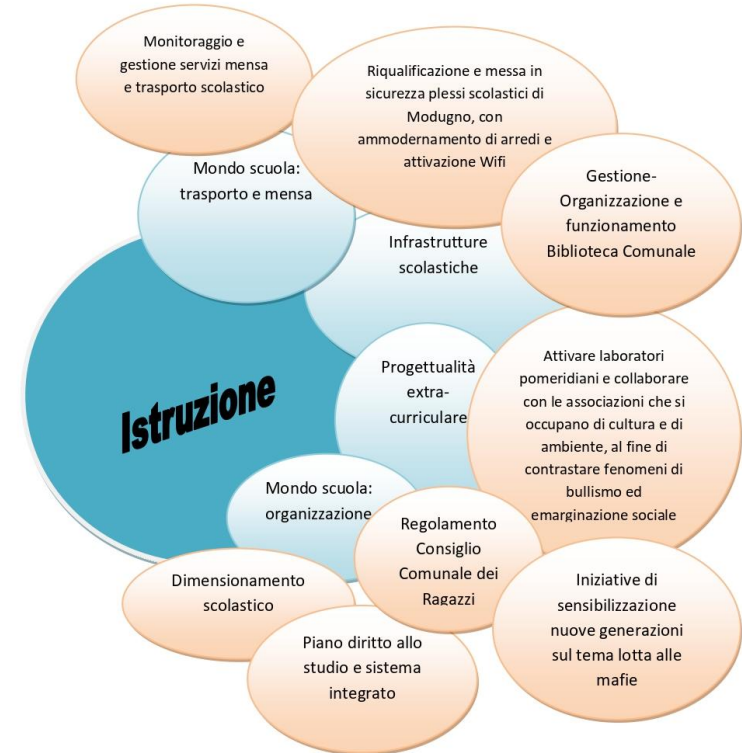 Monitoraggio e
gestione servizi mensa
e trasporto scolastico
Riqualificazione e messa in
sicurezza plessi scolastici di
Modugno, con
ammodernamento di arredi e
attivazione Wifi
Mondo scuola:
trasporto e mensa
Gestione-
Organizzazione e
funzionamento
Biblioteca Comunale
Infrastrutture
scolastiche
Progettualità
extra-
curriculare
Attivare laboratori
pomeridiani e collaborare
con le associazioni che si
occupano di cultura e di
ambiente, al fine di
contrastare fenomeni di
bullismo ed
emarginazione sociale
Istruzione
Mondo scuola:
organizzazione
Regolamento
Consiglio
Comunale dei
Ragazzi
Dimensionamento
scolastico
Iniziative di
sensibilizzazione
nuove generazioni
sul tema lotta alle
mafie
Piano diritto allo
studio e sistema
integrato